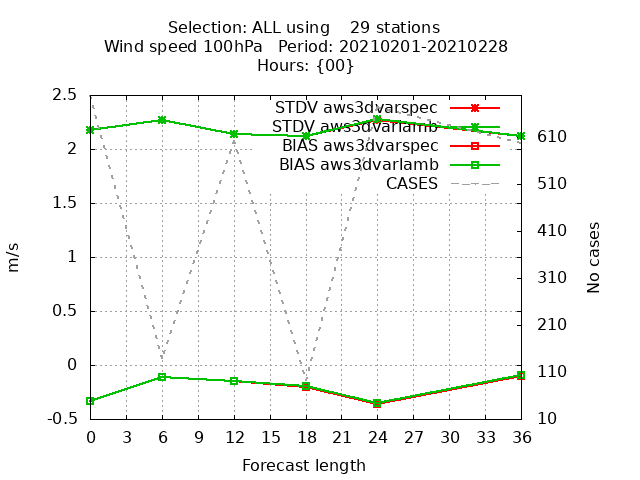 Selection: ALL using    29 stations
Wind speed 100hPa   Period: 20210201-20210228
Hours: {00}
STDV aws3dvarspec
STDV aws3dvarlamb
BIAS aws3dvarspec
BIAS aws3dvarlamb
CASES
2.5
2
1.5
1
0.5
0
-0.5
m/s
610
510
410
310
210
110
10
No cases
0 3 6 9 12 15 18 21 24 27 30 33 36
Forecast length